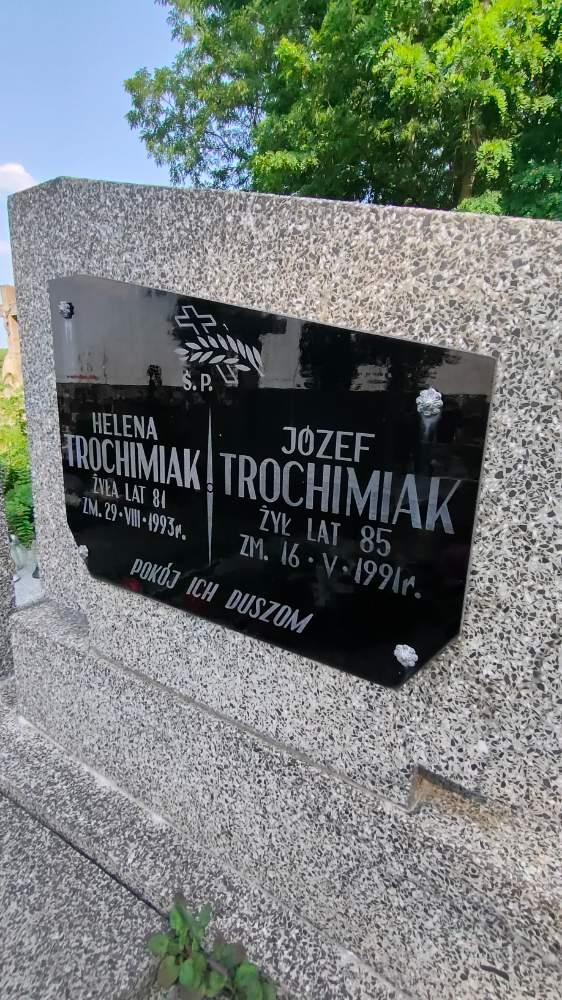 Ś. P.
HELENA
TROCHIMIAK
ŻYŁA LAT 81
ZM. 29·VIII·1993r.
JÓZEF
TROCHIMIAK
ŻYŁ LAT 85
ZM. 16·V·1991r.
POKÓJ ICH DUSZOM